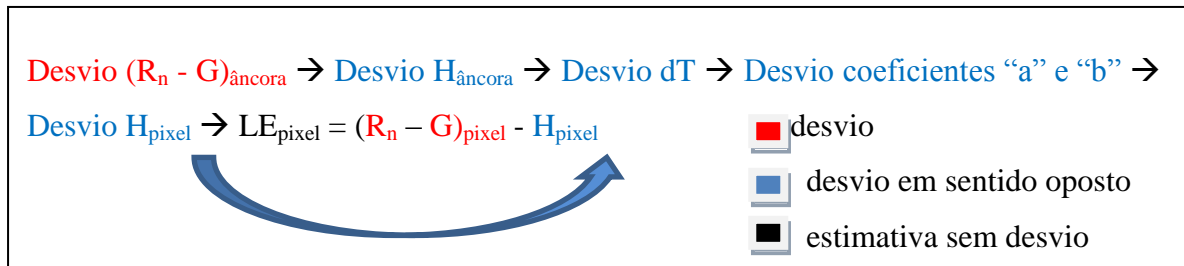 Desvio (Rn - G)âncora → Desvio Hâncora → Desvio dT → Desvio coeficientes “a” e “b” →
Desvio Hpixel → LEpixel = (Rn – G)pixel - Hpixel
desvio
desvio em sentido oposto
estimativa sem desvio